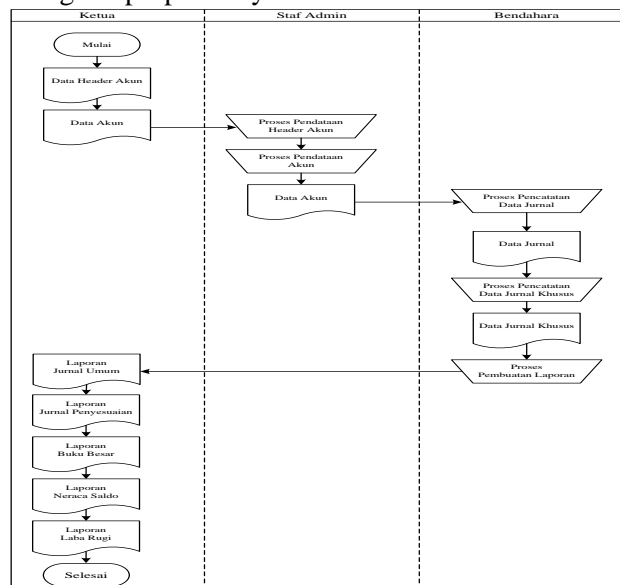 Ketua
Staf Admin
Bendahara
Mulai
Data Header Akun
Data Akun
Proses Pendataan
Header Akun
Proses Pendataan
Akun
Data Akun
Proses Pencatatan
Data Jurnal
Data Jurnal
Proses Pencatatan
Data Jurnal Khusus
Data Jurnal Khusus
Proses
Pembuatan Laporan
Laporan
Jurnal Umum
Laporan
Jurnal Penyesuaian
Laporan
Buku Besar
Laporan
Neraca Saldo
Laporan
Laba Rugi
Selesai